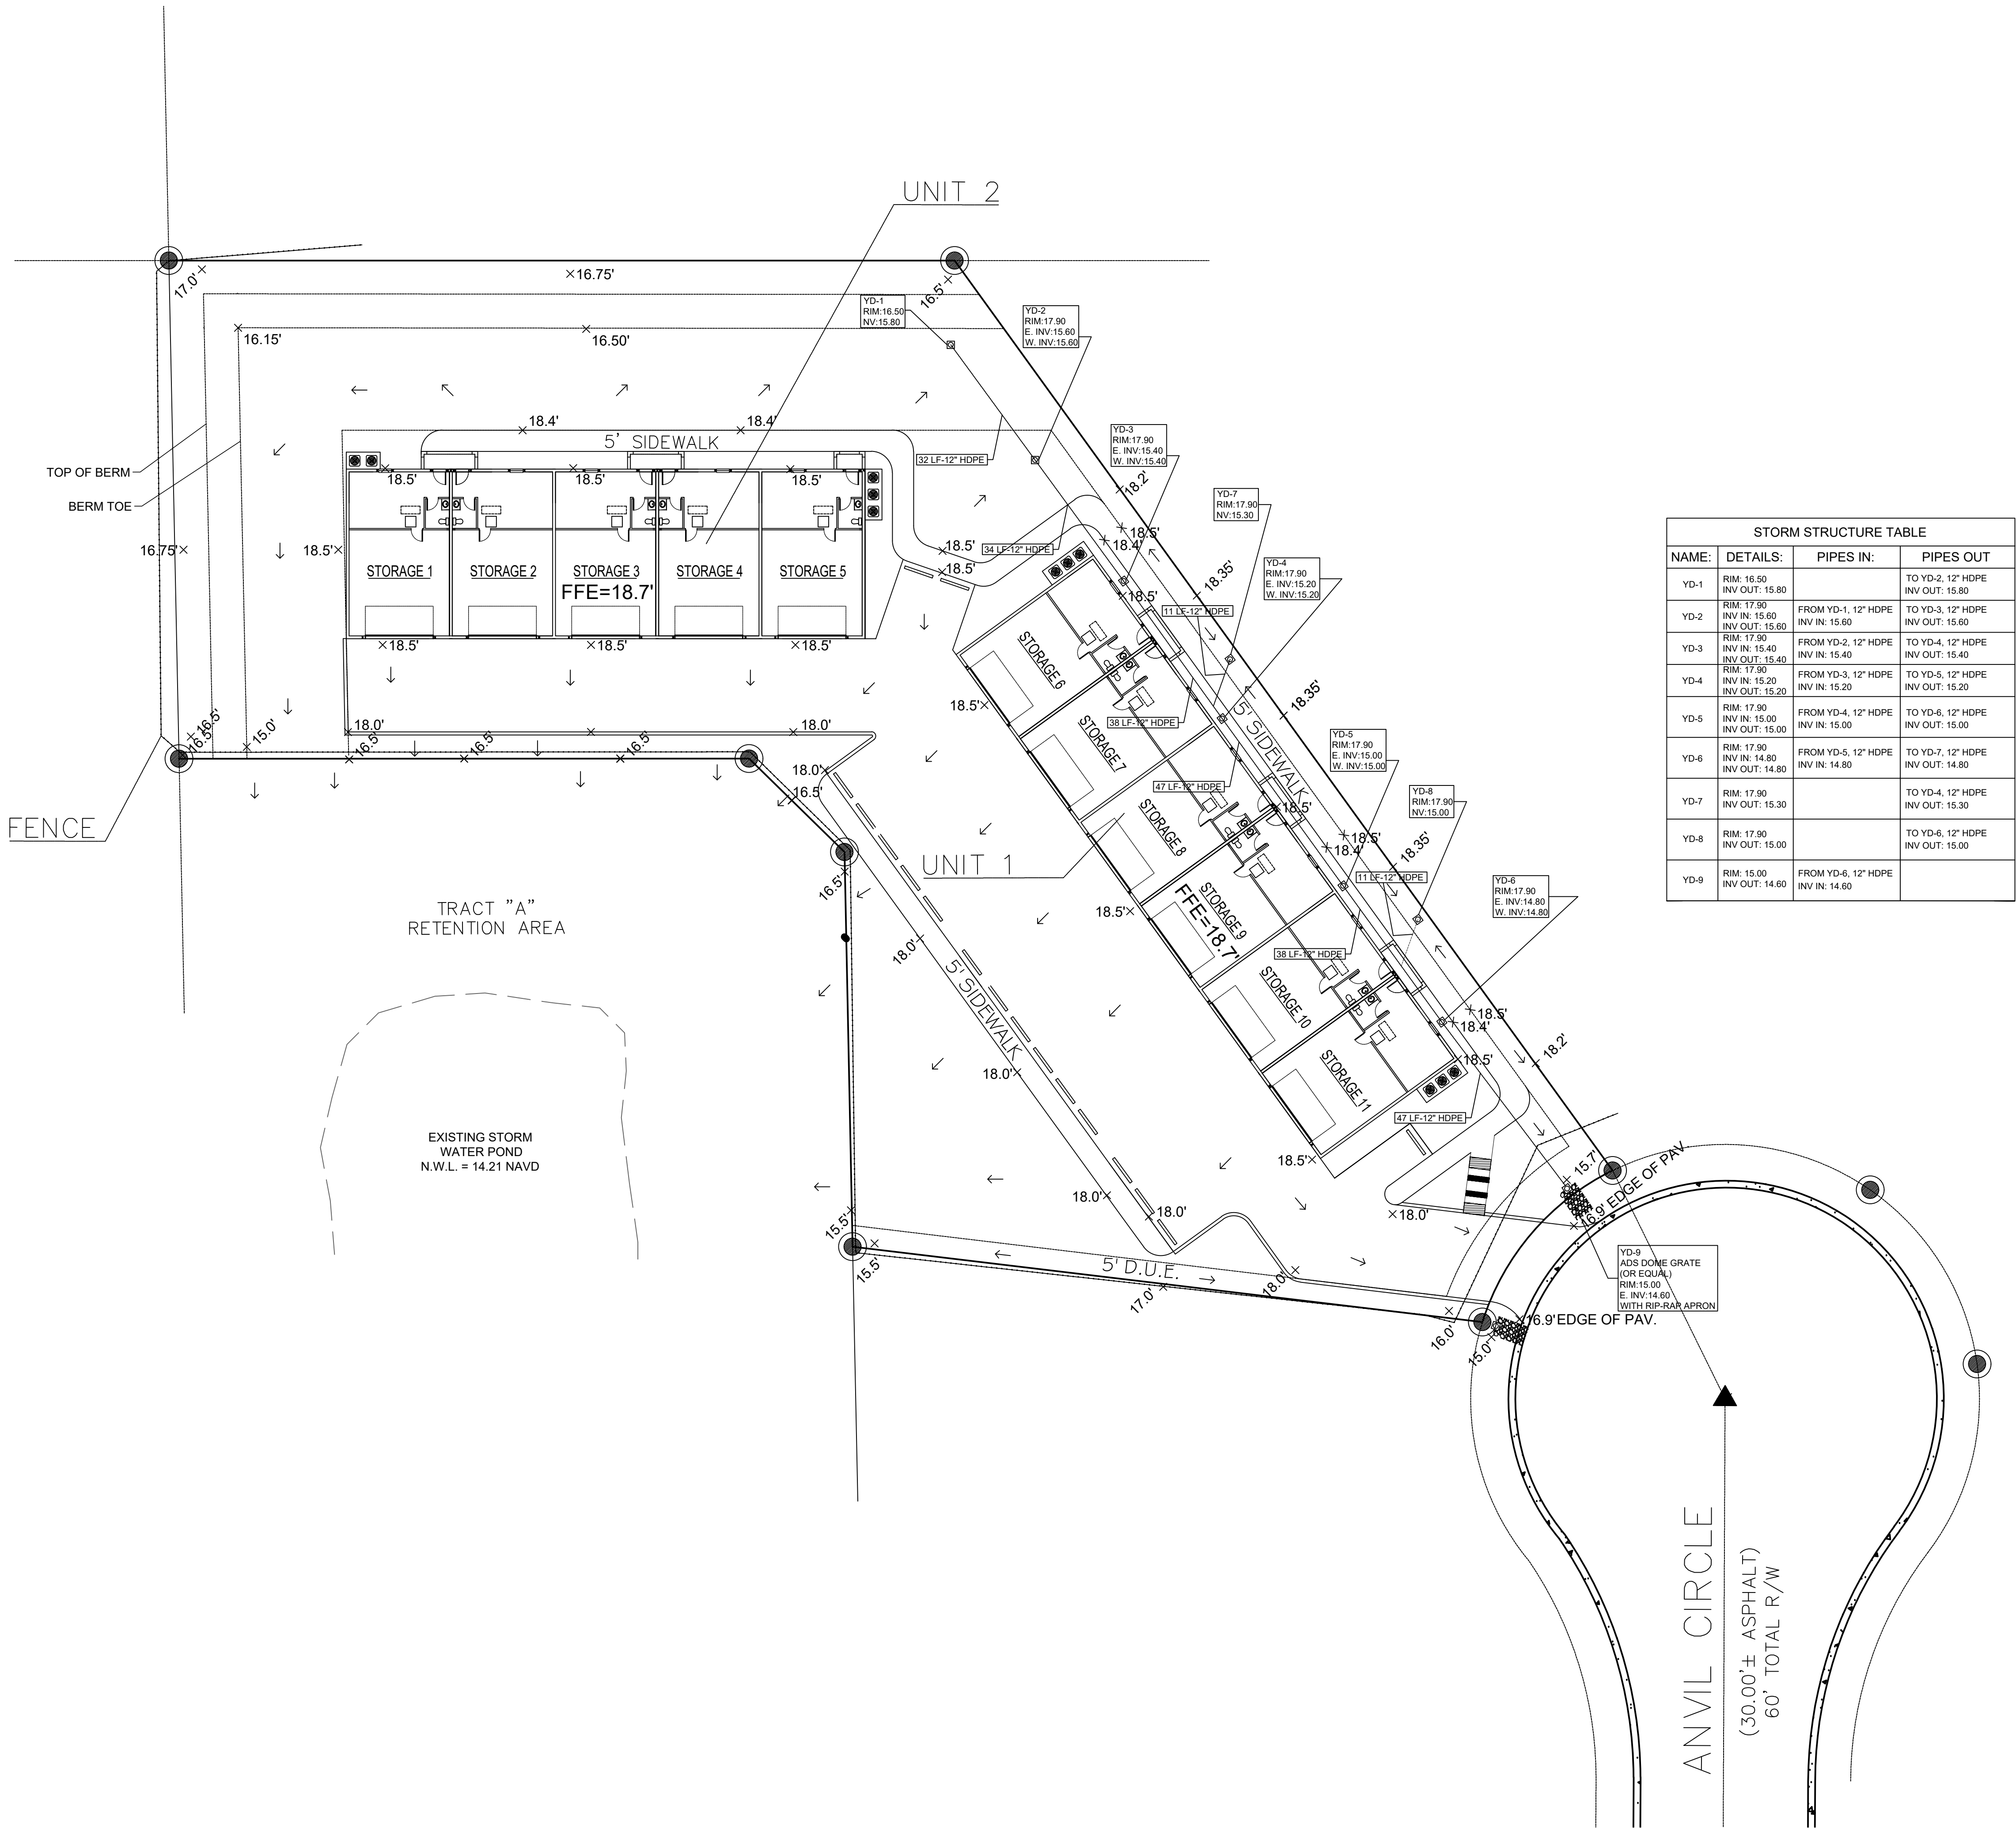 UNIT 2
17.0'
16.75'
16.5'
YD-1
RIM:16.50
NV:15.80
YD-2
RIM:17.90
E. INV:15.60
W. INV:15.60
16.15'
16.50'
18.4'
18.4'
5' SIDEWALK
TOP OF BERM
BERM TOE
32 LF-12" HDPE
YD-3
RIM:17.90
E. INV:15.40
W. INV:15.40
18.5'
18.5'
18.5'
18.2'
YD-7
RIM:17.90
NV:15.30
16.75'
18.5'
STORAGE 1
STORAGE 2
STORAGE 3
STORAGE 4
STORAGE 5
FFE=18.7'
18.5'
18.5'
34 LF-12" HDPE
18.5'
18.4'
YD-4
RIM:17.90
E. INV:15.20
W. INV:15.20
18.35'
18.5'
11 LF-12" HDPE
18.5'
18.5'
18.5'
STORAGE 6
18.5'
38 LF-12" HDPE
18.35'
5' SIDEWALK
16.5'
16.5'
15.0'
18.0'
18.0'
16.5'
16.5'
16.5'
18.0'
16.5'
STORAGE 7
YD-5
RIM:17.90
E. INV:15.00
W. INV:15.00
47 LF-12" HDPE
18.5'
STORAGE 8
YD-8
RIM:17.90
NV:15.00
FENCE
UNIT 1
18.5'
18.4'
18.35'
16.5'
11 LF-12" HDPE
YD-6
RIM:17.90
E. INV:14.80
W. INV:14.80
18.5'
STORAGE 9
FFE=18.7'
TRACT "A"
RETENTION AREA
18.0'
5' SIDEWALK
38 LF-12" HDPE
STORAGE 10
18.5'
18.4'
18.2'
18.5'
18.0'
STORAGE 11
47 LF-12" HDPE
EXISTING STORM
WATER POND
N.W.L. = 14.21 NAVD
18.5'
15.7'
16.9' EDGE OF PAV.
18.0'
18.0'
18.0'
15.5'
15.5'
5' D.U.E.
17.0'
18.0'
YD-9
ADS DOME GRATE
(OR EQUAL)
RIM:15.00
E. INV:14.60
WITH RIP-RAP APRON
16.9' EDGE OF PAV.
16.0'
15.0'
ANVIL CIRCLE
(30.00'± ASPHALT)
60' TOTAL R/W
STORM STRUCTURE TABLE
NAME: DETAILS: PIPES IN: PIPES OUT
YD-1
RIM: 16.50
INV OUT: 15.80
TO YD-2, 12" HDPE
INV OUT: 15.80
YD-2
RIM: 17.90
INV IN: 15.60
INV OUT: 15.60
FROM YD-1, 12" HDPE
INV IN: 15.60
TO YD-3, 12" HDPE
INV OUT: 15.60
YD-3
RIM: 17.90
INV IN: 15.40
INV OUT: 15.40
FROM YD-2, 12" HDPE
INV IN: 15.40
TO YD-4, 12" HDPE
INV OUT: 15.40
YD-4
RIM: 17.90
INV IN: 15.20
INV OUT: 15.20
FROM YD-3, 12" HDPE
INV IN: 15.20
TO YD-5, 12" HDPE
INV OUT: 15.20
YD-5
RIM: 17.90
INV IN: 15.00
INV OUT: 15.00
FROM YD-4, 12" HDPE
INV IN: 15.00
TO YD-6, 12" HDPE
INV OUT: 15.00
YD-6
RIM: 17.90
INV IN: 14.80
INV OUT: 14.80
FROM YD-5, 12" HDPE
INV IN: 14.80
TO YD-7, 12" HDPE
INV OUT: 14.80
YD-7
RIM: 17.90
INV OUT: 15.30
TO YD-4, 12" HDPE
INV OUT: 15.30
YD-8
RIM: 17.90
INV OUT: 15.00
TO YD-6, 12" HDPE
INV OUT: 15.00
YD-9
RIM: 15.00
INV OUT: 14.60
FROM YD-6, 12" HDPE
INV IN: 14.60